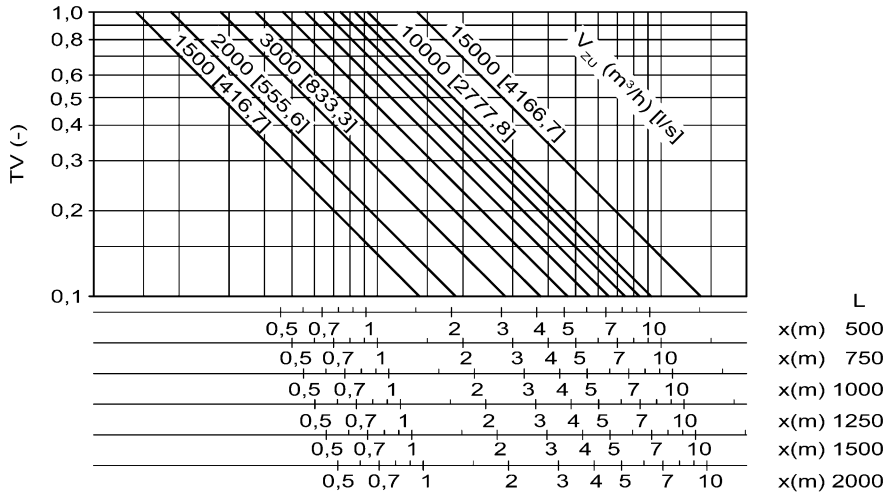 1,0
0,8
0,6
0,5
0,4
0,3
0,2
0,1
TV (-)
1500 [416,7]
2000 [555,6]
3000 [833,3]
10000 [2777,8]
15000 [4166,7]
V_ZU (m³/h) [l/s]
L
0,5 0,7 1 2 3 4 5 7 10 x(m) 500
0,5 0,7 1 2 3 4 5 7 10 x(m) 750
0,5 0,7 1 2 3 4 5 7 10 x(m) 1000
0,5 0,7 1 2 3 4 5 7 10 x(m) 1250
0,5 0,7 1 2 3 4 5 7 10 x(m) 1500
0,5 0,7 1 2 3 4 5 7 10 x(m) 2000